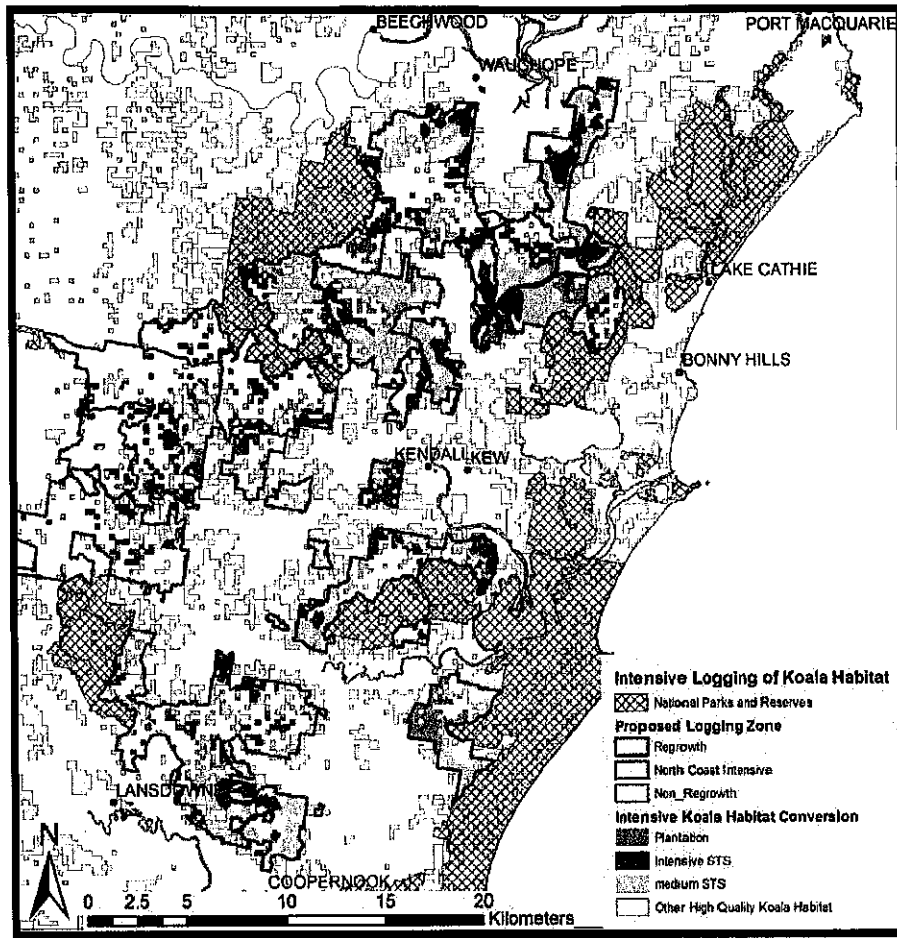 BEECHWOOD
PORT MACQUARIE
WAUCHOPE
LAKE CATHIE
BONNY HILLS
KENDALL
KEW
Intensive Logging of Koala Habitat
National Parks and Reserves
Proposed Logging Zone
Regrowth
North Coast Intensive
Non_Regrowth
Intensive Koala Habitat Conversion
Plantation
Intensive STS
medium STS
Other High Quality Koala Habitat
LANSDOWNE
N
COOPERNOOK
0 2.5 5 10 15 20
Kilometers